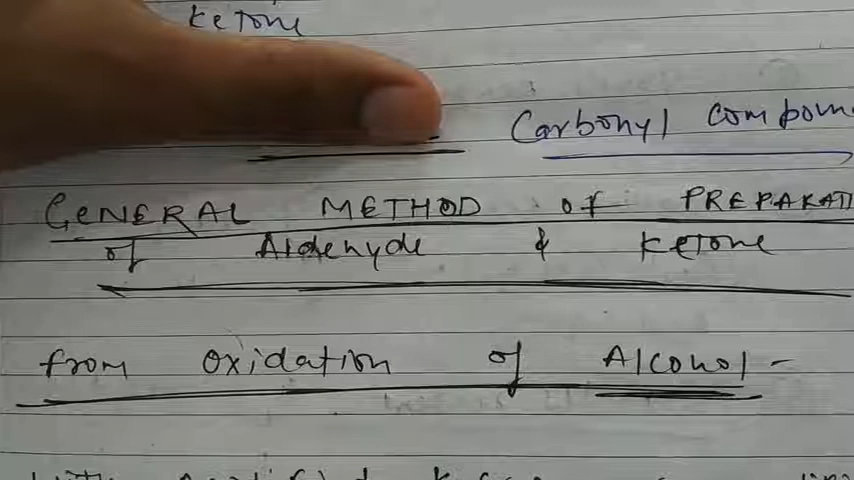 ketone
Carbonyl compoun
GENERAL METHOD of PREPARATI
of Aldehyde & ketone
from oxidation of Alcohol -